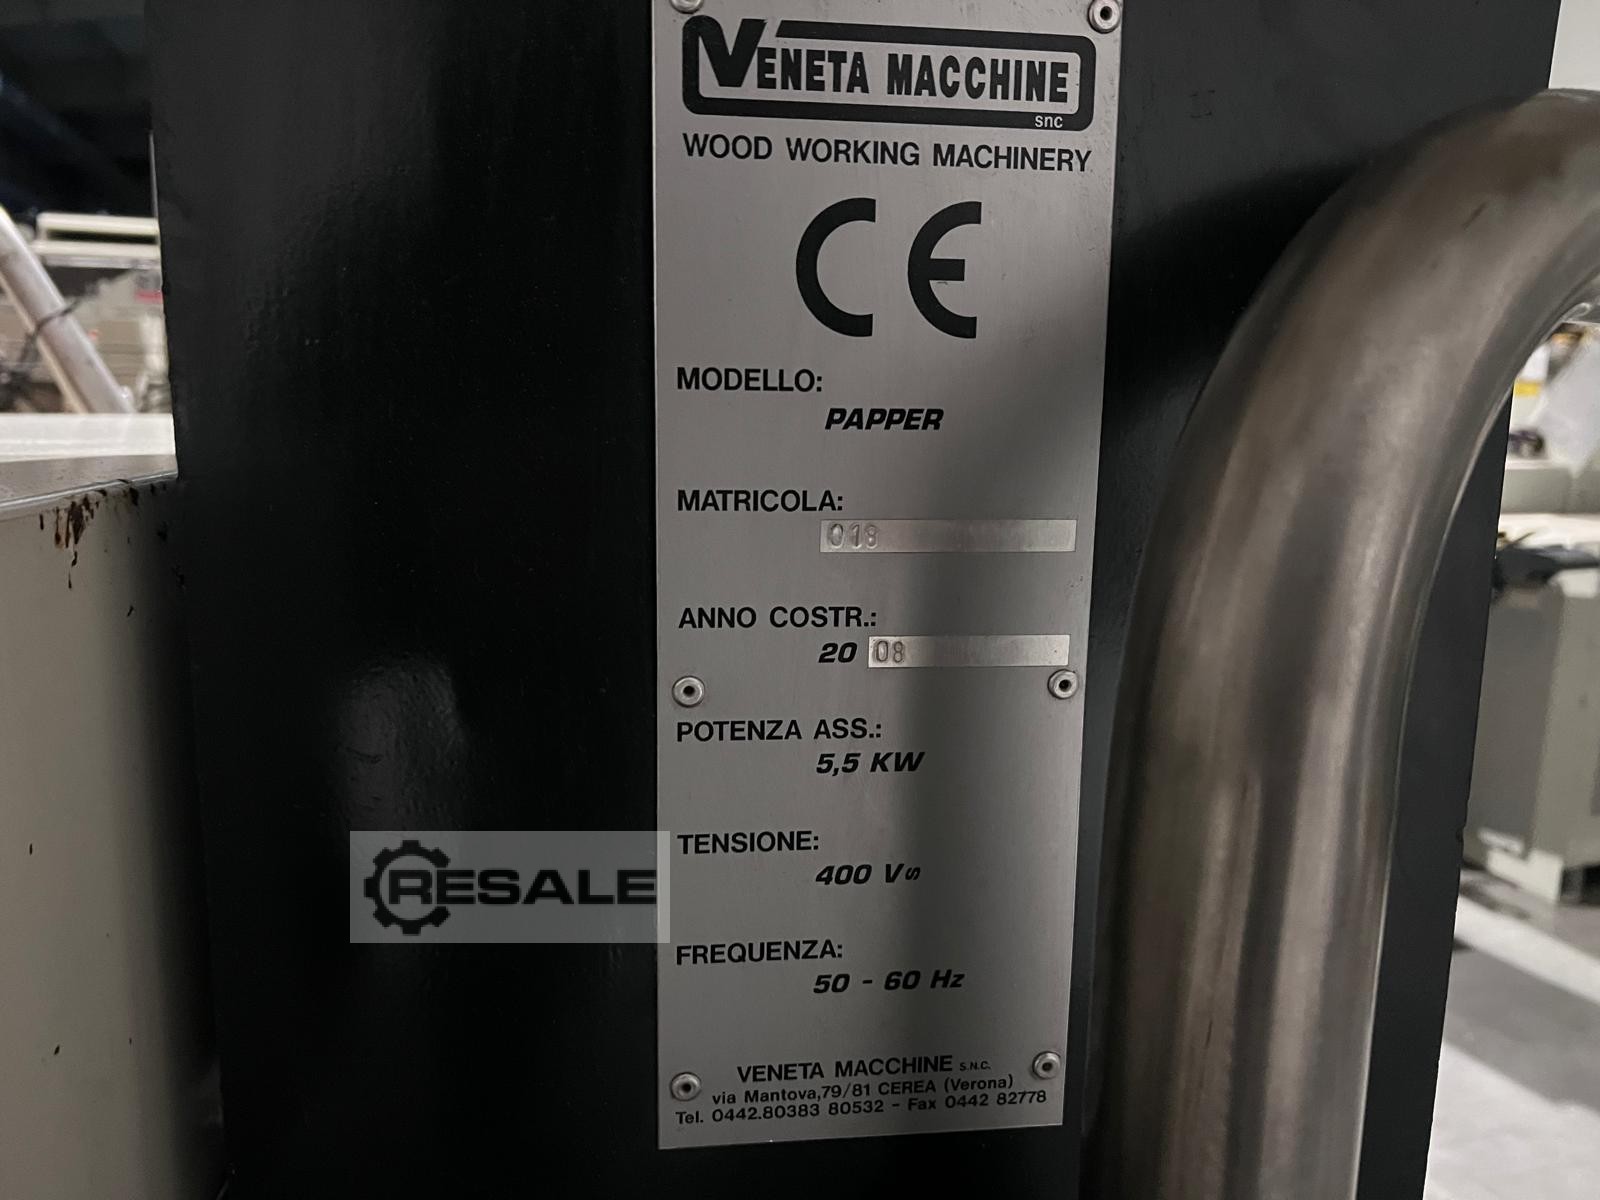 VENETA MACCHINE
snc
WOOD WORKING MACHINERY
CE
MODELLO:
PAPPER
MATRICOLA:
018
ANNO COSTR.:
20 08
POTENZA ASS.:
5,5 KW
TENSIONE:
400 V∽
RESALE
FREQUENZA:
50 - 60 Hz
VENETA MACCHINE S.N.C.
via Mantova,79/81 CEREA (Verona)
Tel. 0442.80383 80532 - Fax 0442 82778